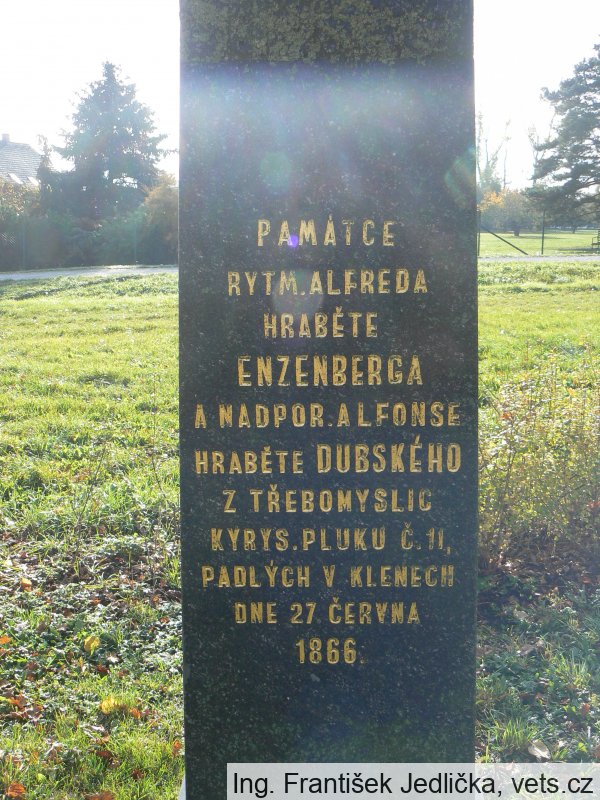 PAMÁTCE
RYTM. ALFREDA
HRABĚTE
ENZENBERGA
A NADPOR. ALFONSE
HRABĚTE DUBSKÉHO
Z TŘEBOMYSLIC
KYRYS. PLUKU Č. 11,
PADLÝCH V KLENECH
DNE 27. ČERVNA
1866.
Ing. František Jedlička, vets.cz